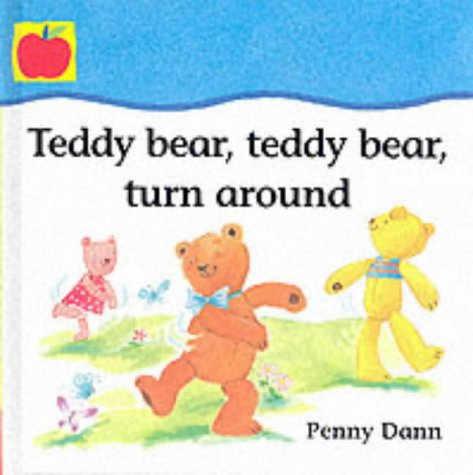 Teddy bear, teddy bear,
turn around
Penny Dann